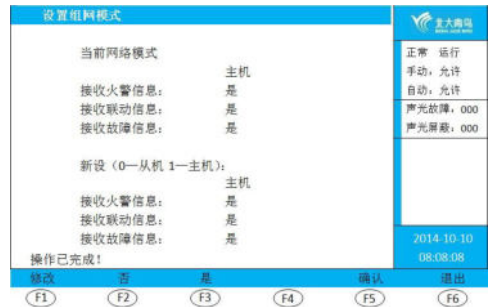 设置组网模式
北大青鸟
当前网络模式
主机
接收火警信息：是
接收联动信息：是
接收故障信息：是
新设（0—从机 1—主机）：
主机
接收火警信息：是
接收联动信息：是
接收故障信息：是
操作已完成！
正常 运行
手动：允许
自动：允许
声光故障：000
声光屏蔽：000
2014-10-10
08:08:08
修改 否 是 确认 退出
F1 F2 F3 F4 F5 F6